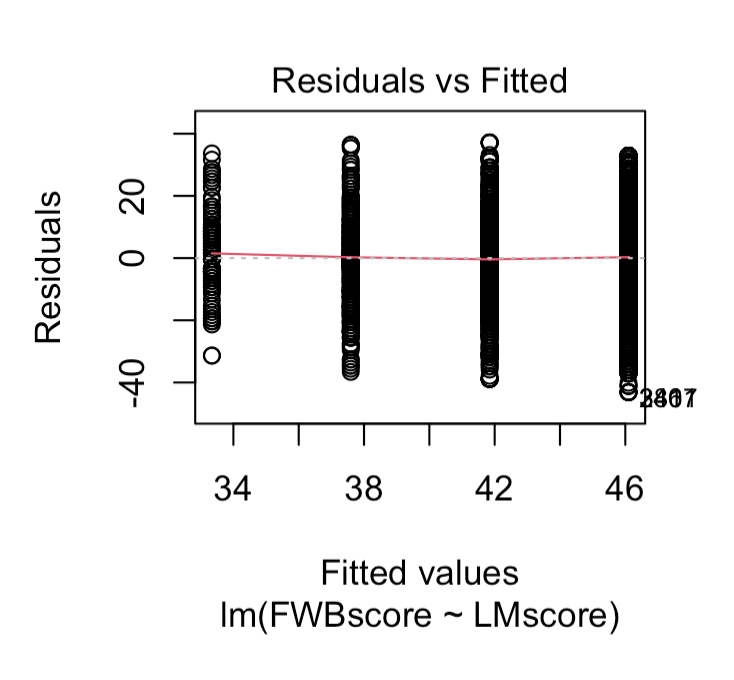 Residuals vs Fitted
Residuals
20
0
-40
34 38 42 46
Fitted values
lm(FWBscore ~ LMscore)